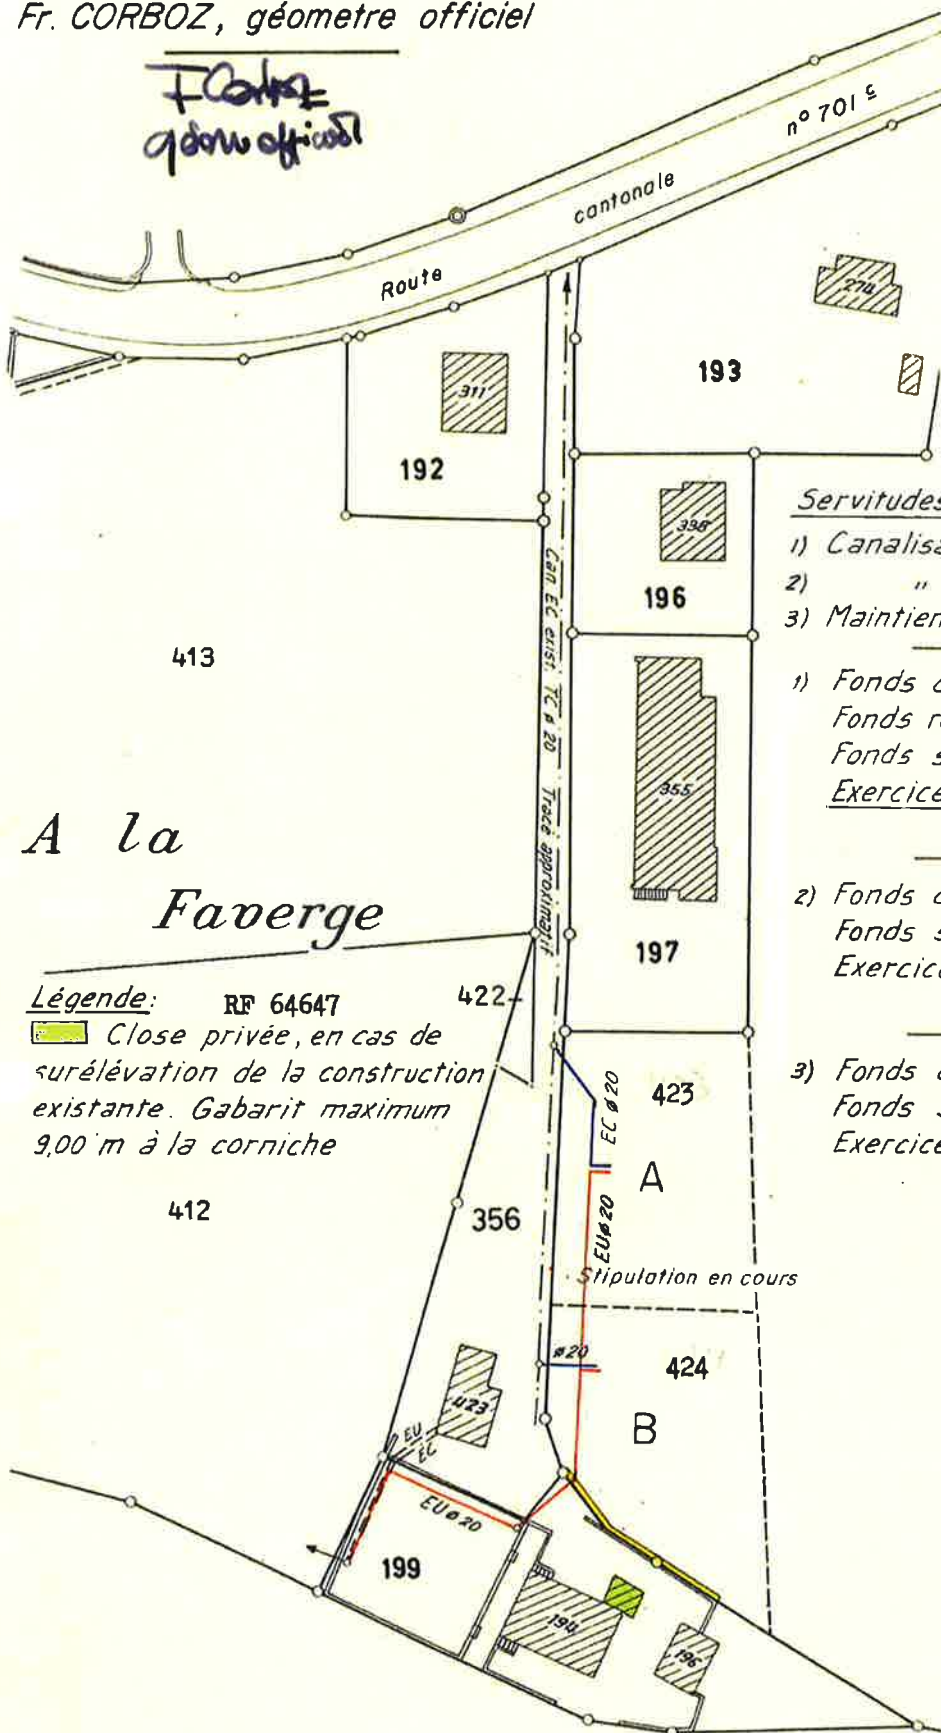 Fr. CORBOZ, géometre officiel
n° 701 c
cantonale
Route
274
193
311
192
338
196
Servitudes
1) Canalisa
2) "
3) Maintien
413
Can. EC exist. TC ø 20 Tracé approximatif
1) Fonds
Fonds r
Fonds s
Exercice
355
A la
Faverge
2) Fonds
Fonds s
Exercice
197
Légende: RF 64647
422
Close privée, en cas de
surélévation de la construction
existante. Gabarit maximum
9,00 m à la corniche
3) Fonds
Fonds s
Exercice
423
EC ø 20
A
412
356
EU ø 20
Stipulation en cours
ø 20
424
423
B
EU
EC
EU ø 20
199
194
196